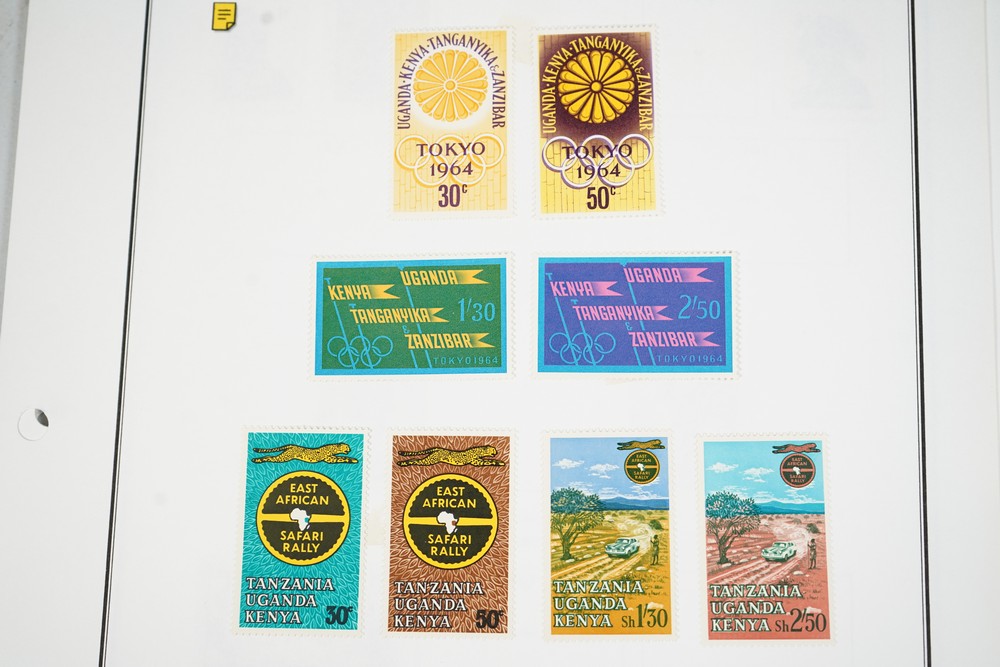 UGANDA·KENYA·TANGANYIKA & ZANZIBAR
TOKYO
1964
30c
UGANDA·KENYA·TANGANYIKA & ZANZIBAR
TOKYO
1964
50c
UGANDA
KENYA
1/30
TANGANYIKA
&
ZANZIBAR
TOKYO 1964
UGANDA
KENYA
2/50
TANGANYIKA
&
ZANZIBAR
TOKYO 1964
EAST
AFRICAN
SAFARI
RALLY
TANZANIA
UGANDA
KENYA 30c
EAST
AFRICAN
SAFARI
RALLY
TANZANIA
UGANDA
KENYA 50c
EAST
AFRICAN
SAFARI
RALLY
TANZANIA
UGANDA
KENYA Sh 1/30
EAST
AFRICAN
SAFARI
RALLY
TANZANIA
UGANDA
KENYA Sh 2/50